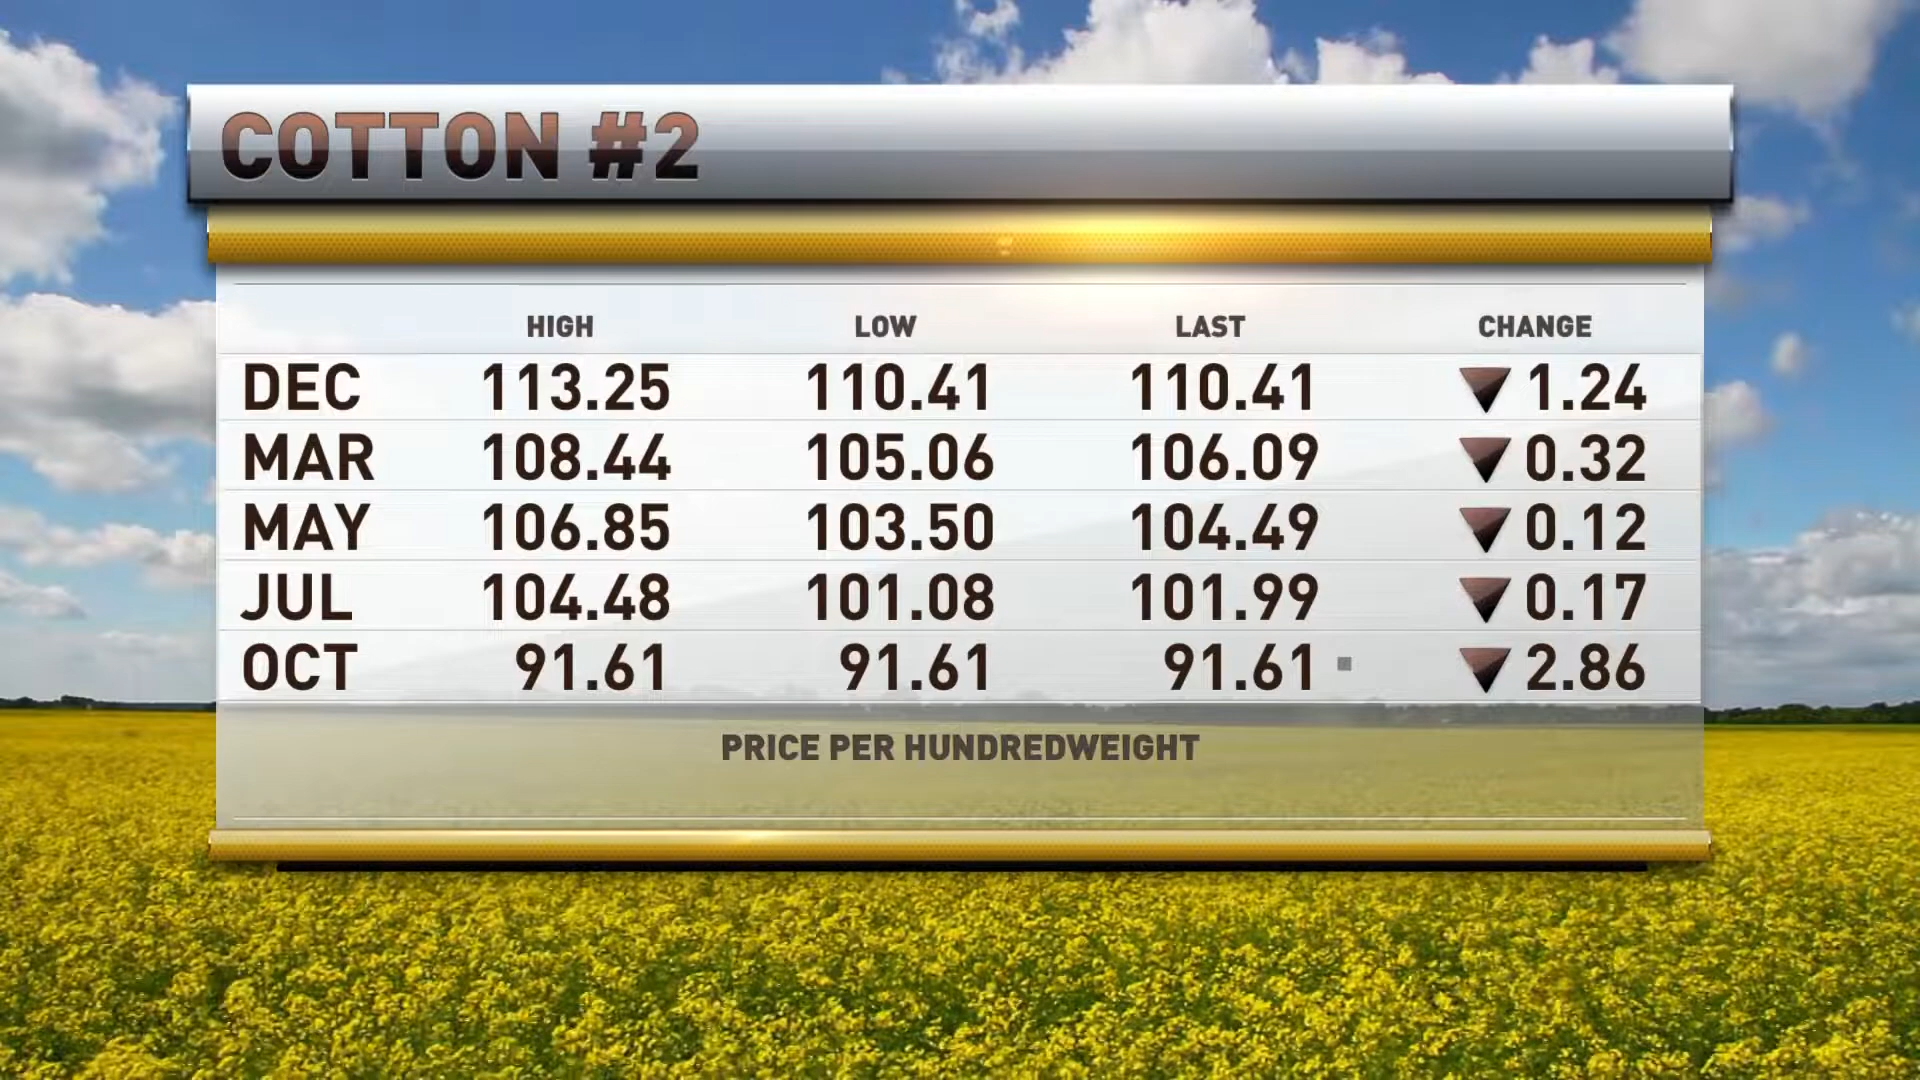 COTTON #2
HIGH LOW LAST CHANGE
DEC 113.25 110.41 110.41 ▼ 1.24
MAR 108.44 105.06 106.09 ▼ 0.32
MAY 106.85 103.50 104.49 ▼ 0.12
JUL 104.48 101.08 101.99 ▼ 0.17
OCT 91.61 91.61 91.61 ▼ 2.86
PRICE PER HUNDREDWEIGHT